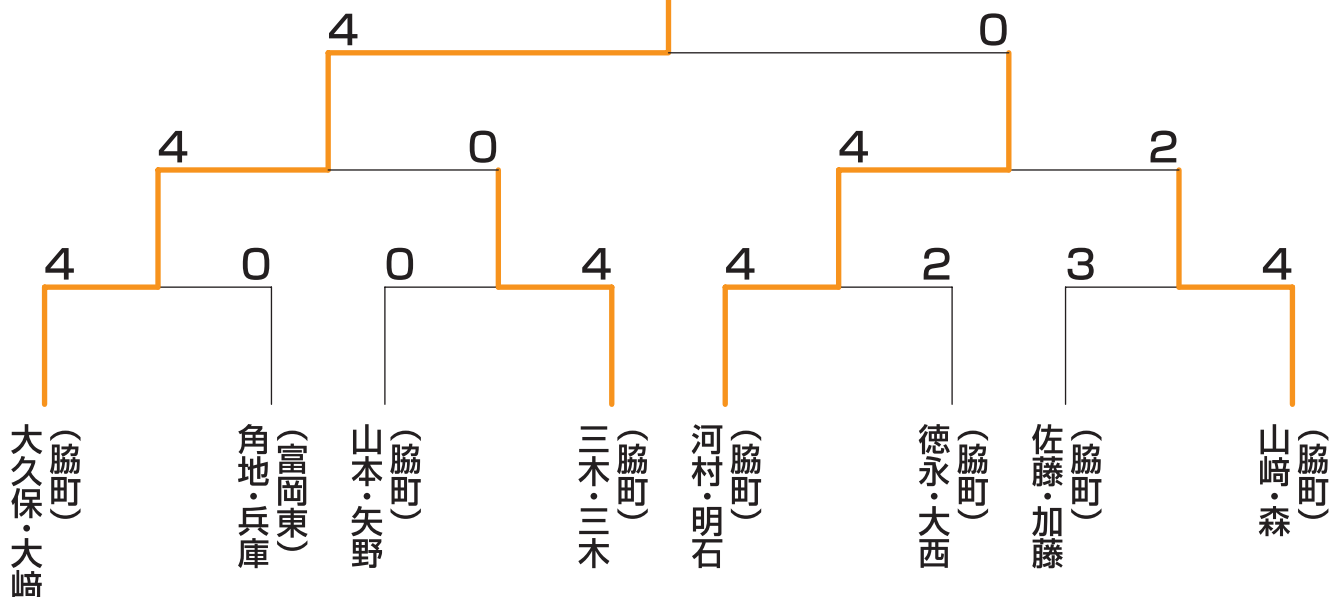 4 0
4 0 4 2
4 0 0 4 4 2 3 4
大久保・大﨑
（脇町）
角地・兵庫
（富岡東）
山本・矢野
（脇町）
三木・三木
（脇町）
河村・明石
（脇町）
徳永・大西
（脇町）
佐藤・加藤
（脇町）
山﨑・森
（脇町）